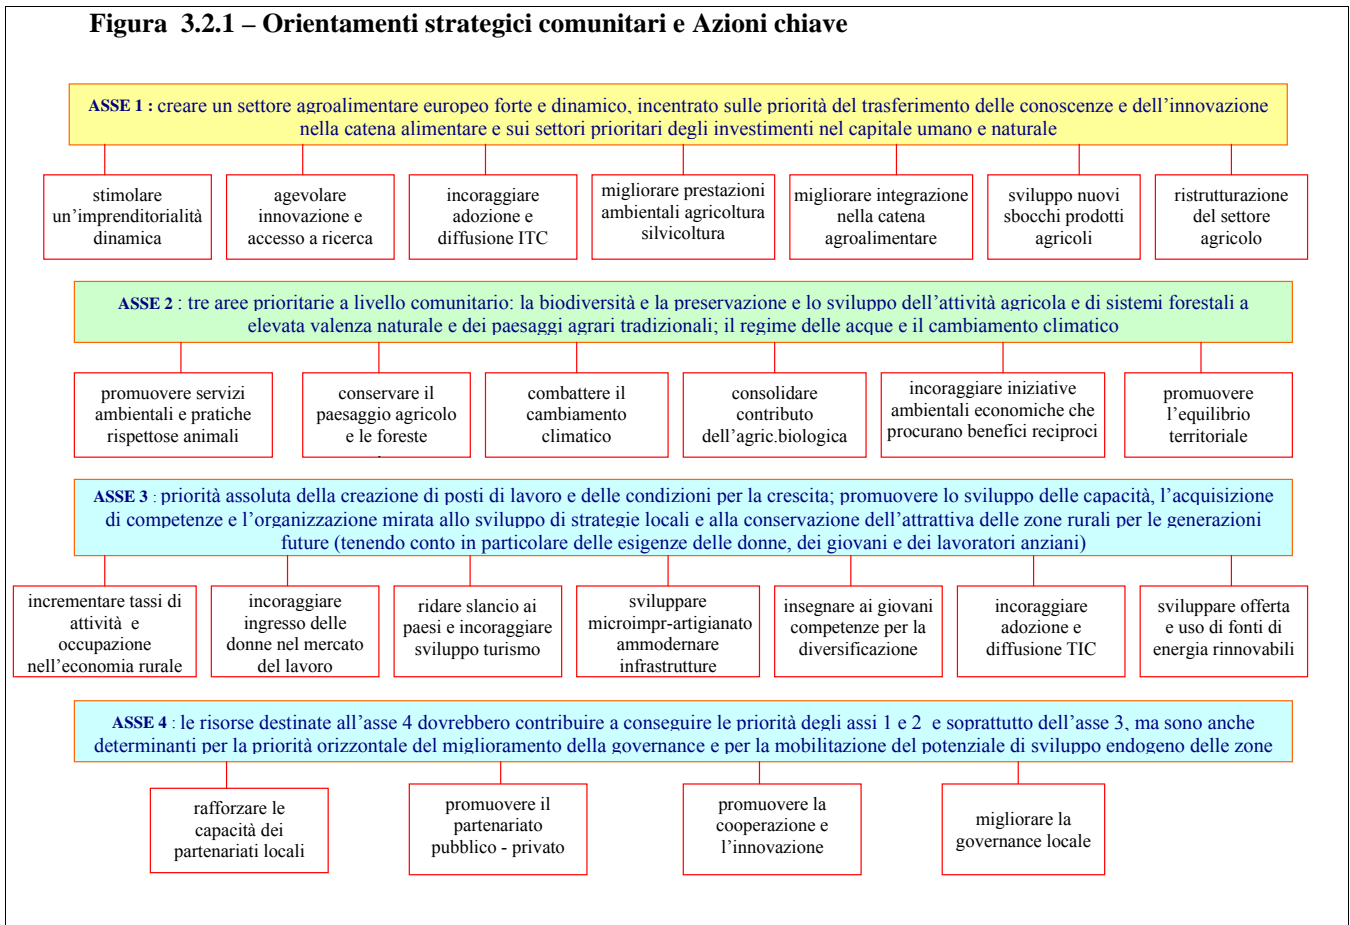 Figura 3.2.1 – Orientamenti strategici comunitari e Azioni chiave
ASSE 1 : creare un settore agroalimentare europeo forte e dinamico, incentrato sulle priorità del trasferimento delle conoscenze e dell'innovazione
nella catena alimentare e sui settori prioritari degli investimenti nel capitale umano e naturale
stimolare
un'imprenditorialità
dinamica
agevolare
innovazione e
accesso a ricerca
incoraggiare
adozione e
diffusione ITC
migliorare prestazioni
ambientali agricoltura
silvicoltura
migliorare integrazione
nella catena
agroalimentare
sviluppo nuovi
sbocchi prodotti
agricoli
ristrutturazione
del settore
agricolo
ASSE 2 : tre aree prioritarie a livello comunitario: la biodiversità e la preservazione e lo sviluppo dell'attività agricola e di sistemi forestali a
elevata valenza naturale e dei paesaggi agrari tradizionali; il regime delle acque e il cambiamento climatico
promuovere servizi
ambientali e pratiche
rispettose animali
conservare il
paesaggio agricolo
e le foreste
combattere il
cambiamento
climatico
consolidare
contributo
dell'agric.biologica
incoraggiare iniziative
ambientali economiche che
procurano benefici reciproci
promuovere
l'equilibrio
territoriale
ASSE 3 : priorità assoluta della creazione di posti di lavoro e delle condizioni per la crescita; promuovere lo sviluppo delle capacità, l'acquisizione
di competenze e l'organizzazione mirata allo sviluppo di strategie locali e alla conservazione dell'attrattiva delle zone rurali per le generazioni
future (tenendo conto in particolare delle esigenze delle donne, dei giovani e dei lavoratori anziani)
incrementare tassi di
attività e
occupazione
nell'economia rurale
incoraggiare
ingresso delle
donne nel mercato
del lavoro
ridare slancio ai
paesi e incoraggiare
sviluppo turismo
sviluppare
microimpr-artigianato
ammodernare
infrastrutture
insegnare ai giovani
competenze per la
diversificazione
incoraggiare
adozione e
diffusione TIC
sviluppare offerta
e uso di fonti di
energia rinnovabili
ASSE 4 : le risorse destinate all'asse 4 dovrebbero contribuire a conseguire le priorità degli assi 1 e 2 e soprattutto dell'asse 3, ma sono anche
determinanti per la priorità orizzontale del miglioramento della governance e per la mobilitazione del potenziale di sviluppo endogeno delle zone
rafforzare le
capacità dei
partenariati locali
promuovere il
partenariato
pubblico - privato
promuovere la
cooperazione e
l'innovazione
migliorare la
governance locale